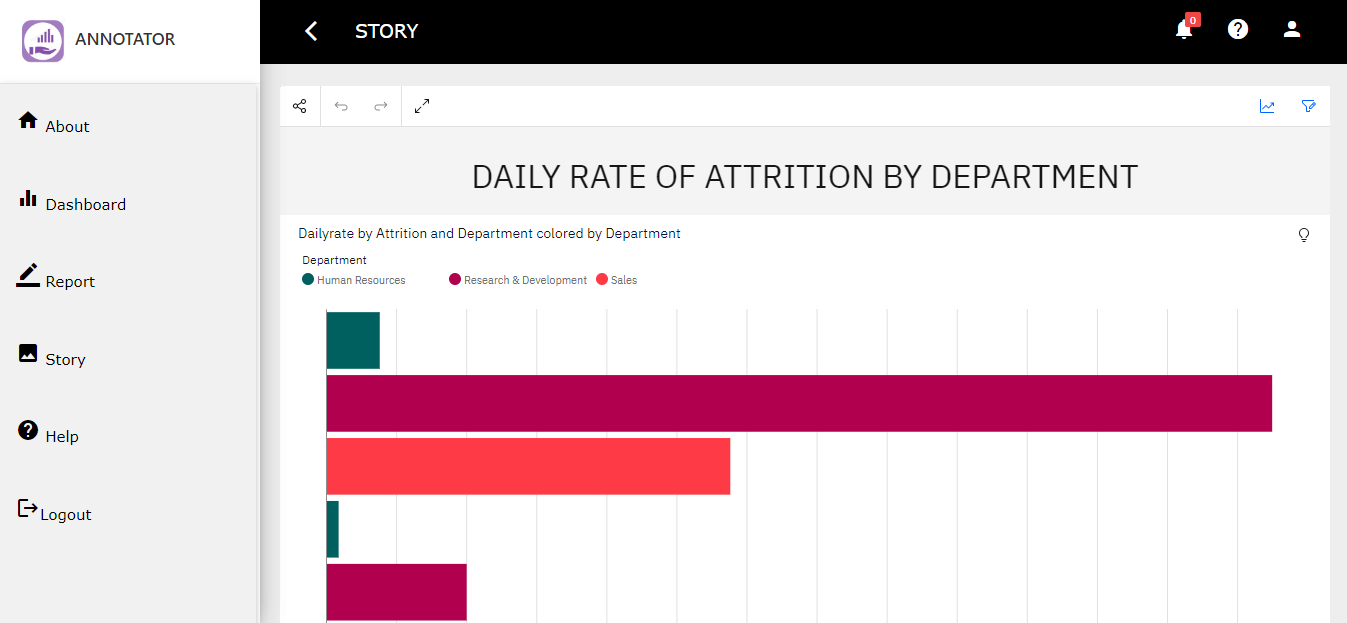 ANNOTATOR
STORY
0
About
Dashboard
Report
Story
Help
Logout
DAILY RATE OF ATTRITION BY DEPARTMENT
Dailyrate by Attrition and Department colored by Department
Department
Human Resources Research & Development Sales